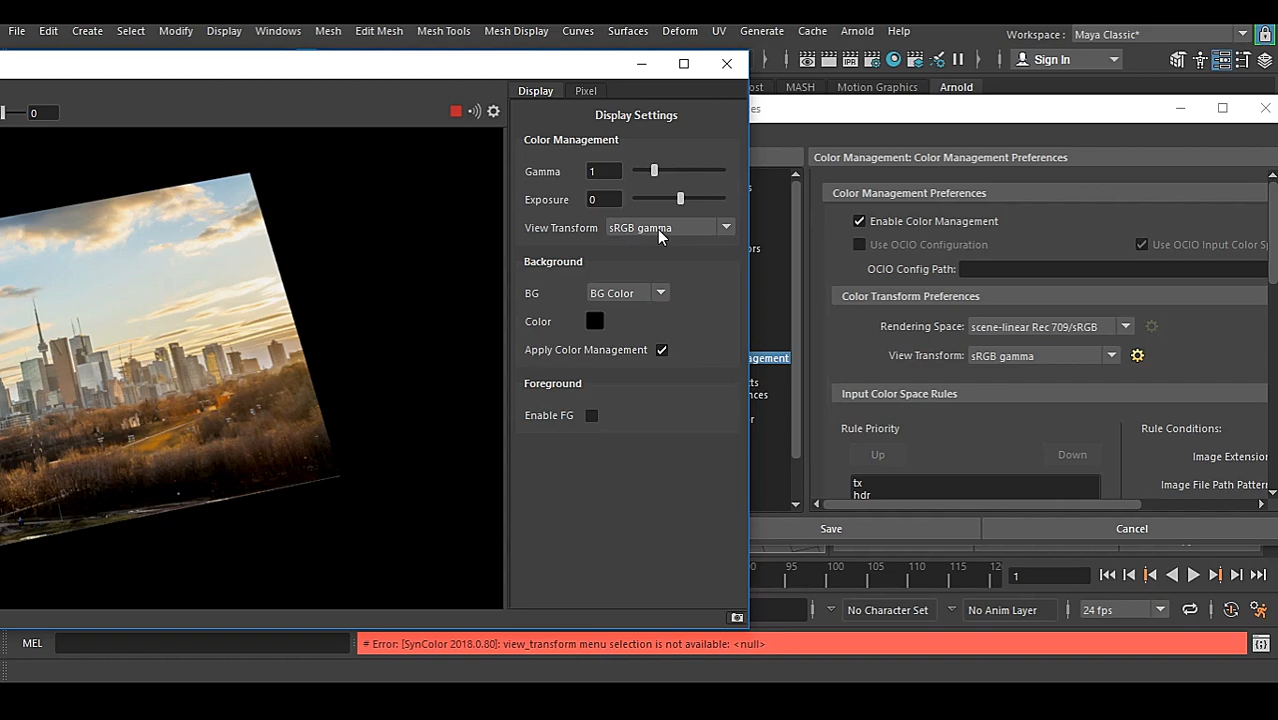 File Edit Create Select Modify Display Windows Mesh Edit Mesh Mesh Tools Mesh Display Curves Surfaces Deform UV Generate Cache Arnold Help
Workspace : Maya Classic*
Sign In
MASH Motion Graphics Arnold
0
Display Pixel
Display Settings
Color Management
Gamma 1
Exposure 0
View Transform sRGB gamma
Background
BG BG Color
Color
Apply Color Management
Foreground
Enable FG
Color Management: Color Management Preferences
Color Management Preferences
Enable Color Management
Use OCIO Configuration Use OCIO Input Color
OCIO Config Path:
Color Transform Preferences
Rendering Space: scene-linear Rec 709/sRGB
View Transform: sRGB gamma
Input Color Space Rules
Rule Priority Rule Conditions:
Up Down
Image Extension
tx
Image File Path Pattern
hdr
Save Cancel
95 100 105 110 115 12
1
No Character Set No Anim Layer 24 fps
MEL # Error: [SynColor 2018.0.80]: view_transform menu selection is not available: <null>